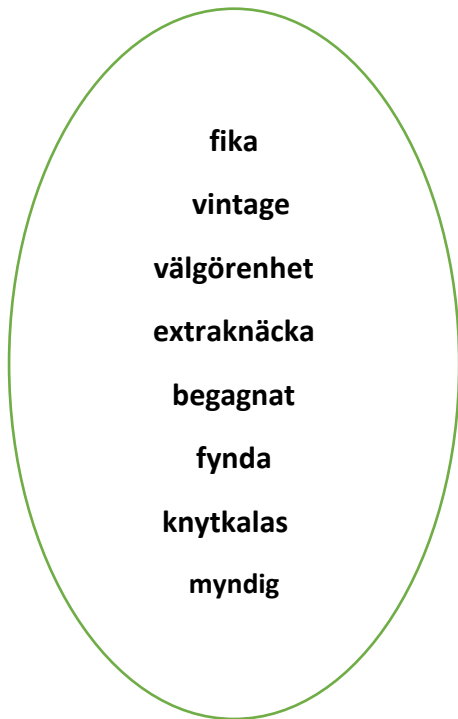 fika
vintage
välgörenhet
extraknäcka
begagnat
fynda
knytkalas
myndig